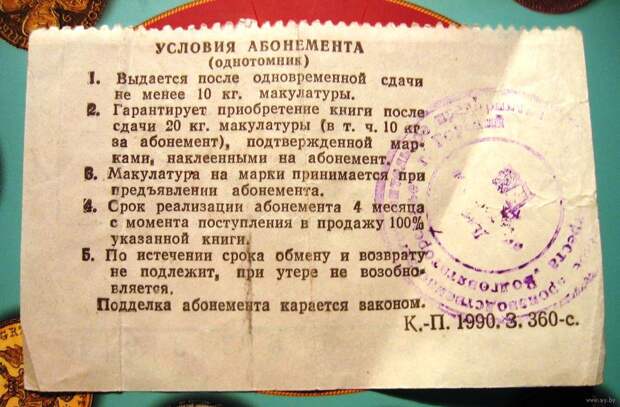 УСЛОВИЯ АБОНЕМЕНТА
(однотомник)
1. Выдается после одновременной сдачи
не менее 10 кг. макулатуры.
2. Гарантирует приобретение книги после
сдачи 20 кг. макулатуры (в т. ч. 10 кг.
за абонемент), подтвержденной мар-
ками, наклеенными на абонемент.
3. Макулатура на марки принимается при
предъявлении абонемента.
4. Срок реализации абонемента 4 месяца
с момента поступления в продажу 100%
указанной книги.
5. По истечении срока обмену и возврату
не подлежит, при утере не возобно-
вляется.
Подделка абонемента карается законом.
К.-П. 1990. З. 360-с.
www.ay.by